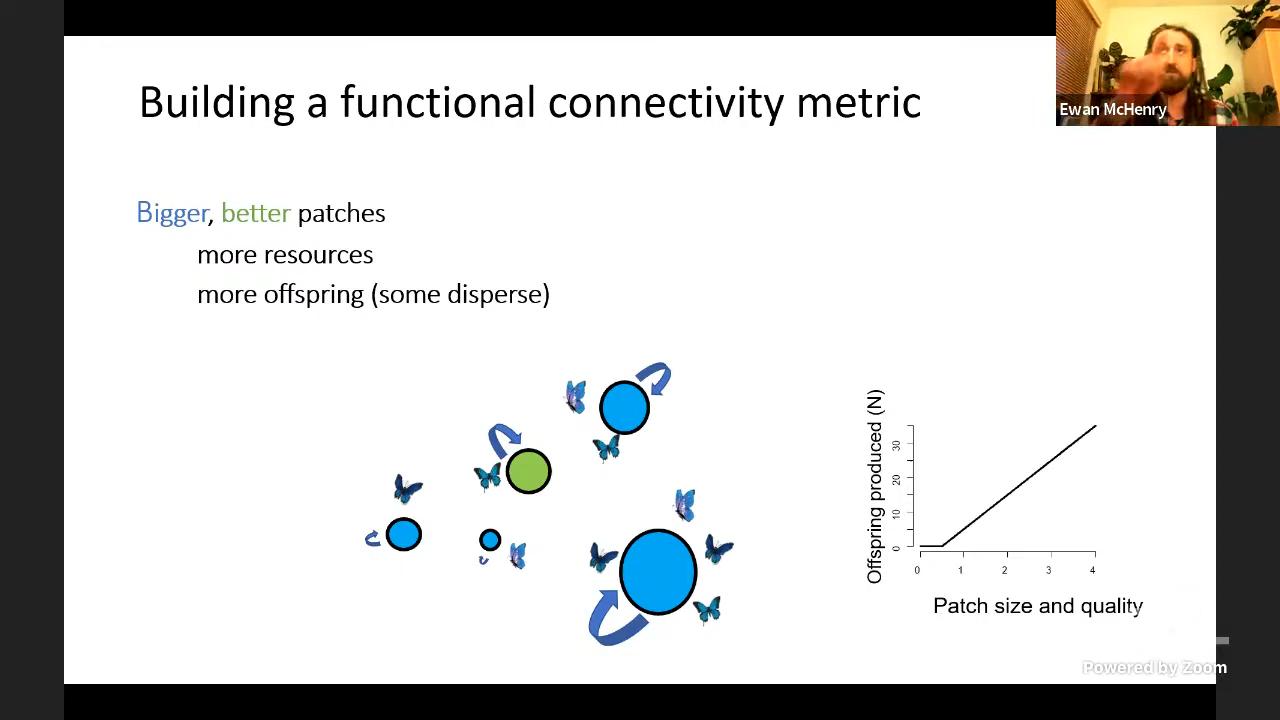 Building a functional connectivity metric
Ewan McHenry
Bigger, better patches
more resources
more offspring (some disperse)
Offspring produced (N)
30
20
10
0
0 1 2 3 4
Patch size and quality
Powered by Zoom